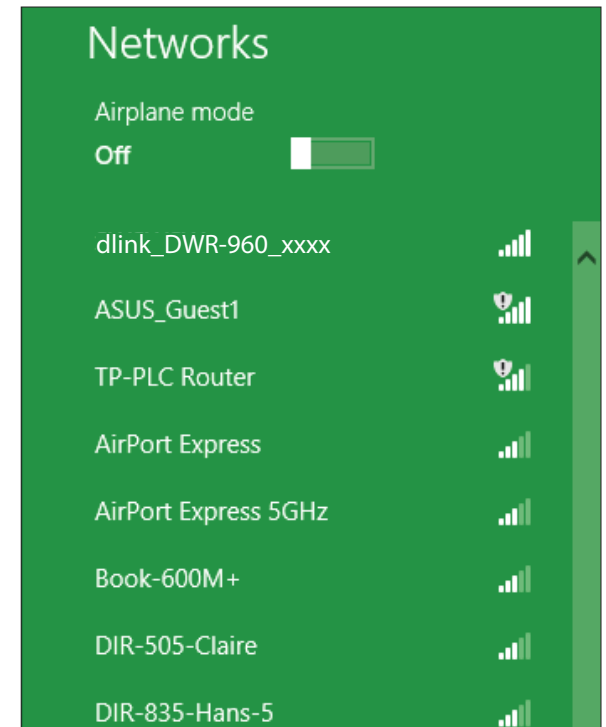 Networks
Airplane mode
Off
dlink_DWR-960_xxxx
ASUS_Guest1
TP-PLC Router
AirPort Express
AirPort Express 5GHz
Book-600M+
DIR-505-Claire
DIR-835-Hans-5